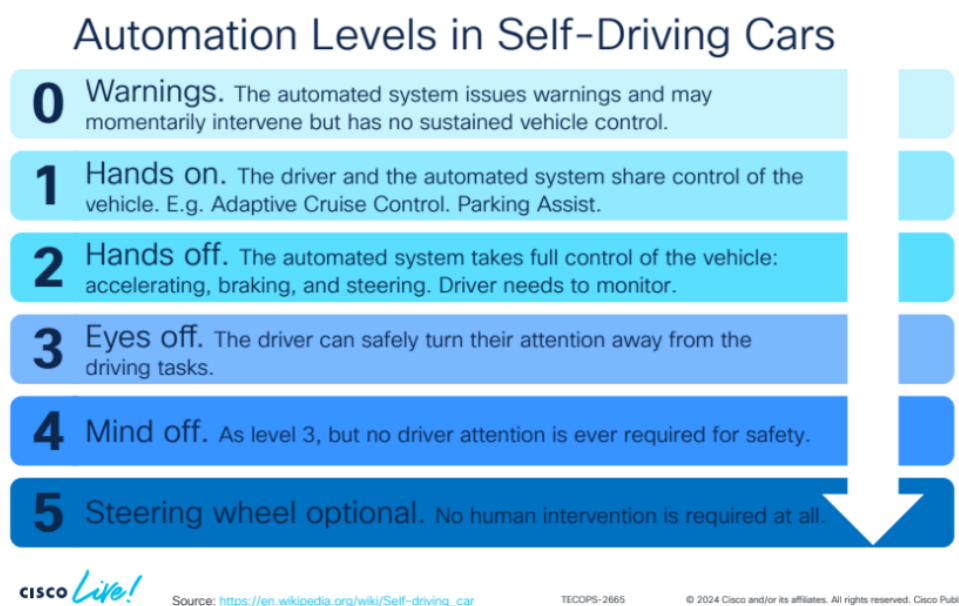 Automation Levels in Self-Driving Cars
0 Warnings. The automated system issues warnings and may
momentarily intervene but has no sustained vehicle control.
1 Hands on. The driver and the automated system share control of the
vehicle. E.g. Adaptive Cruise Control. Parking Assist.
2 Hands off. The automated system takes full control of the vehicle:
accelerating, braking, and steering. Driver needs to monitor.
3 Eyes off. The driver can safely turn their attention away from the
driving tasks.
4 Mind off. As level 3, but no driver attention is ever required for safety.
5 Steering wheel optional. No human intervention is required at all.
CISCO Live! Source: https://en.wikipedia.org/wiki/Self-driving_car TECOPS-2665 © 2024 Cisco and/or its affiliates. All rights reserved. Cisco Publ